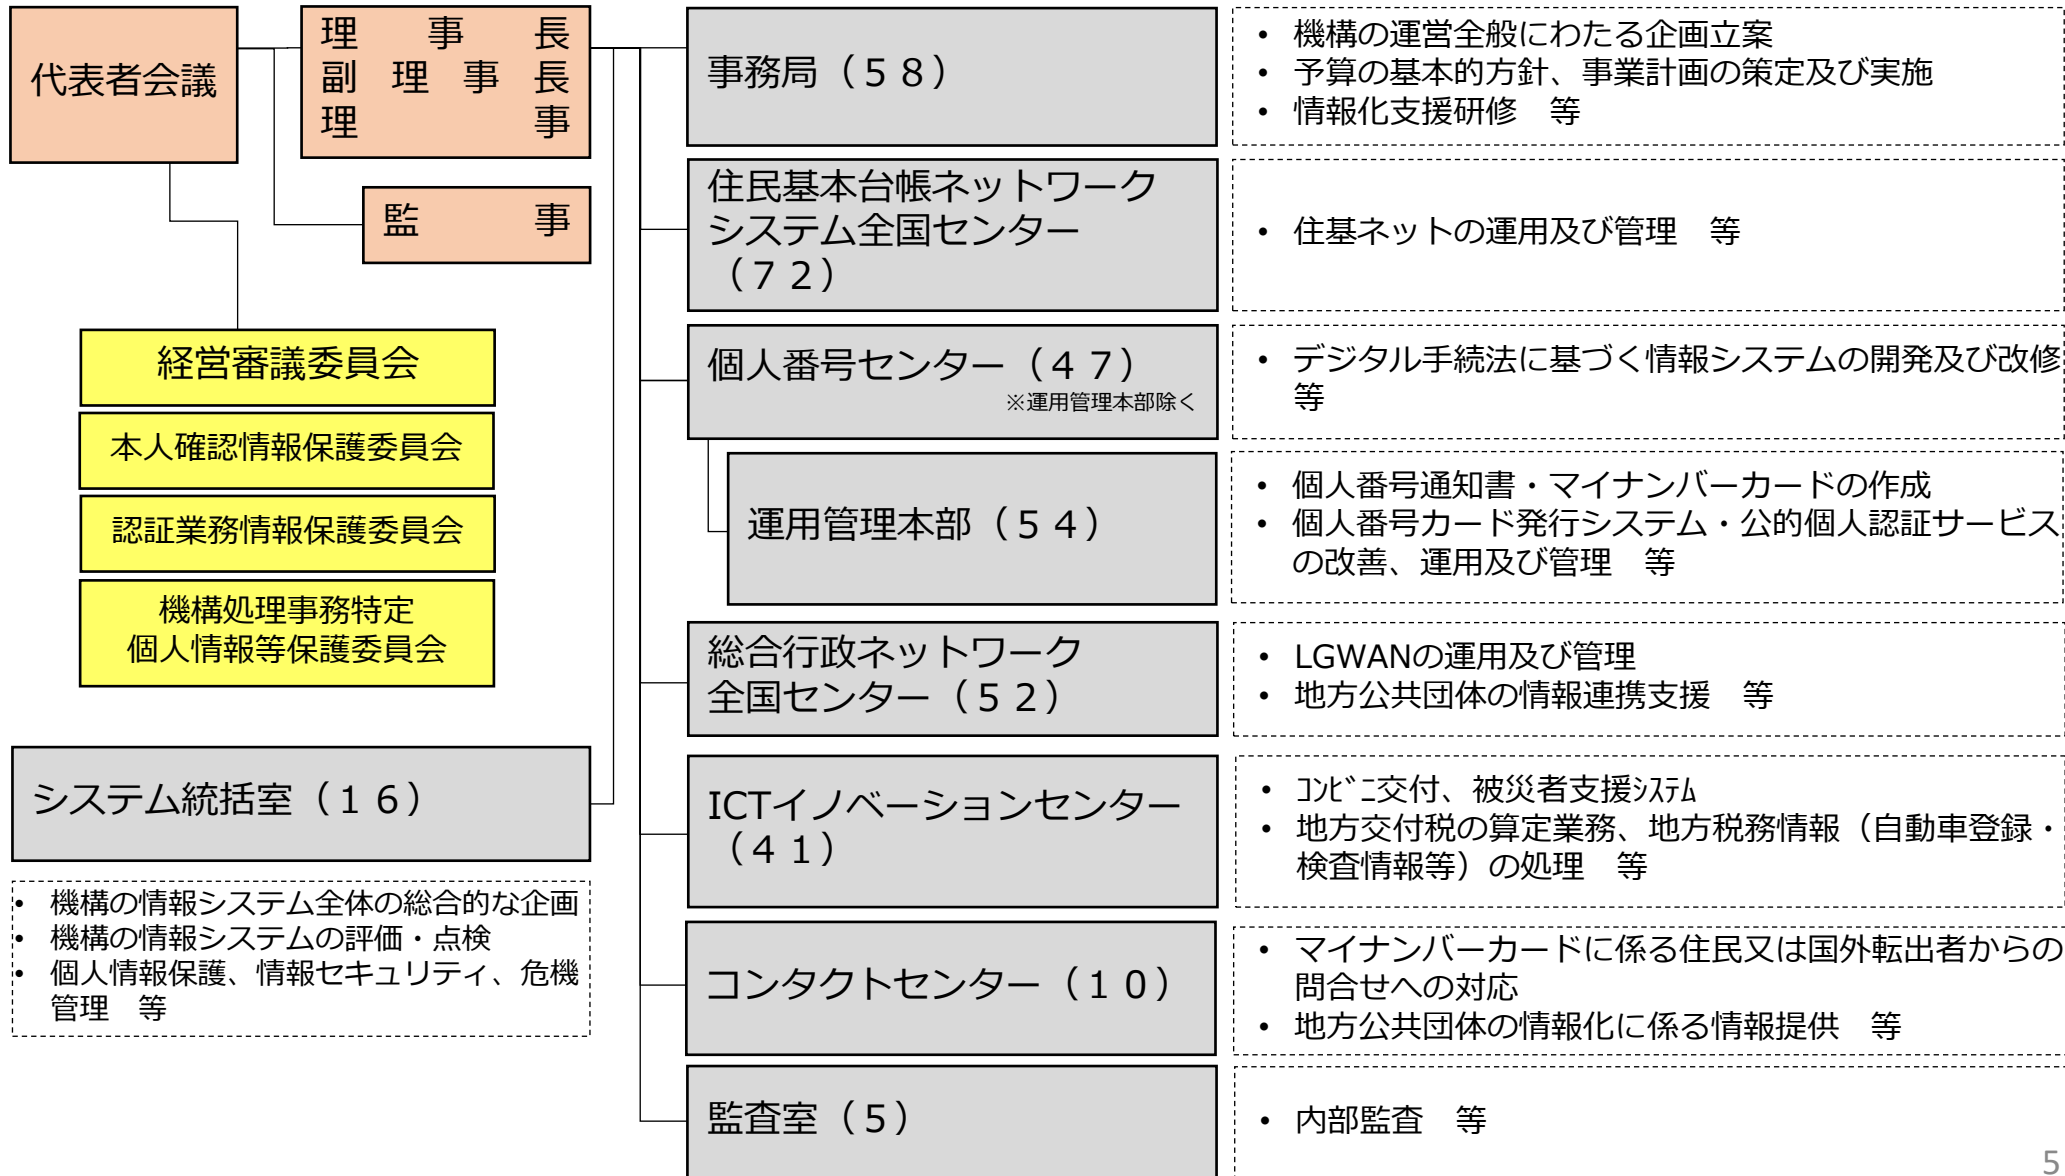 代表者会議
理事長
副理事長
理事
監事
経営審議委員会
本人確認情報保護委員会
認証業務情報保護委員会
機構処理事務特定
個人情報等保護委員会
システム統括室（１６）
• 機構の情報システム全体の総合的な企画
• 機構の情報システムの評価・点検
• 個人情報保護、情報セキュリティ、危機
管理　等
事務局（５８）
• 機構の運営全般にわたる企画立案
• 予算の基本的方針、事業計画の策定及び実施
• 情報化支援研修　等
住民基本台帳ネットワーク
システム全国センター
（７２）
• 住基ネットの運用及び管理　等
個人番号センター（４７）
※運用管理本部除く
• デジタル手続法に基づく情報システムの開発及び改修
等
運用管理本部（５４）
• 個人番号通知書・マイナンバーカードの作成
• 個人番号カード発行システム・公的個人認証サービス
の改善、運用及び管理　等
総合行政ネットワーク
全国センター（５２）
• LGWANの運用及び管理
• 地方公共団体の情報連携支援　等
ICTイノベーションセンター
（４１）
• ｺﾝﾋﾞﾆ交付、被災者支援ｼｽﾃﾑ
• 地方交付税の算定業務、地方税務情報（自動車登録・
検査情報等）の処理　等
コンタクトセンター（１０）
• マイナンバーカードに係る住民又は国外転出者からの
問合せへの対応
• 地方公共団体の情報化に係る情報提供　等
監査室（５）
• 内部監査　等
5